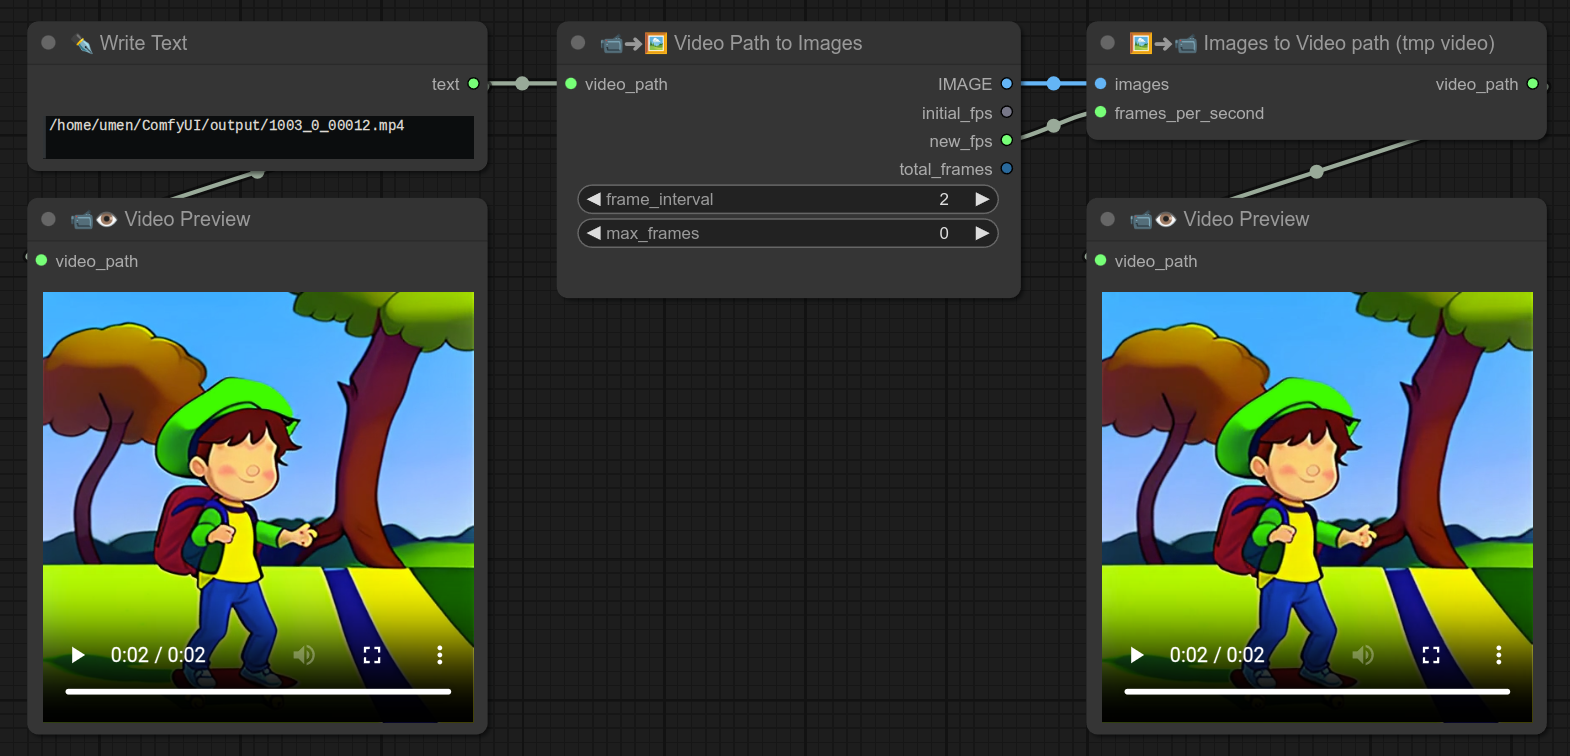 Write Text
text
/home/umen/ComfyUI/output/1003_0_00012.mp4
Video Preview
video_path
0:02 / 0:02
Video Path to Images
video_path
IMAGE
initial_fps
new_fps
total_frames
frame_interval 2
max_frames 0
Images to Video path (tmp video)
images video_path
frames_per_second
Video Preview
video_path
0:02 / 0:02